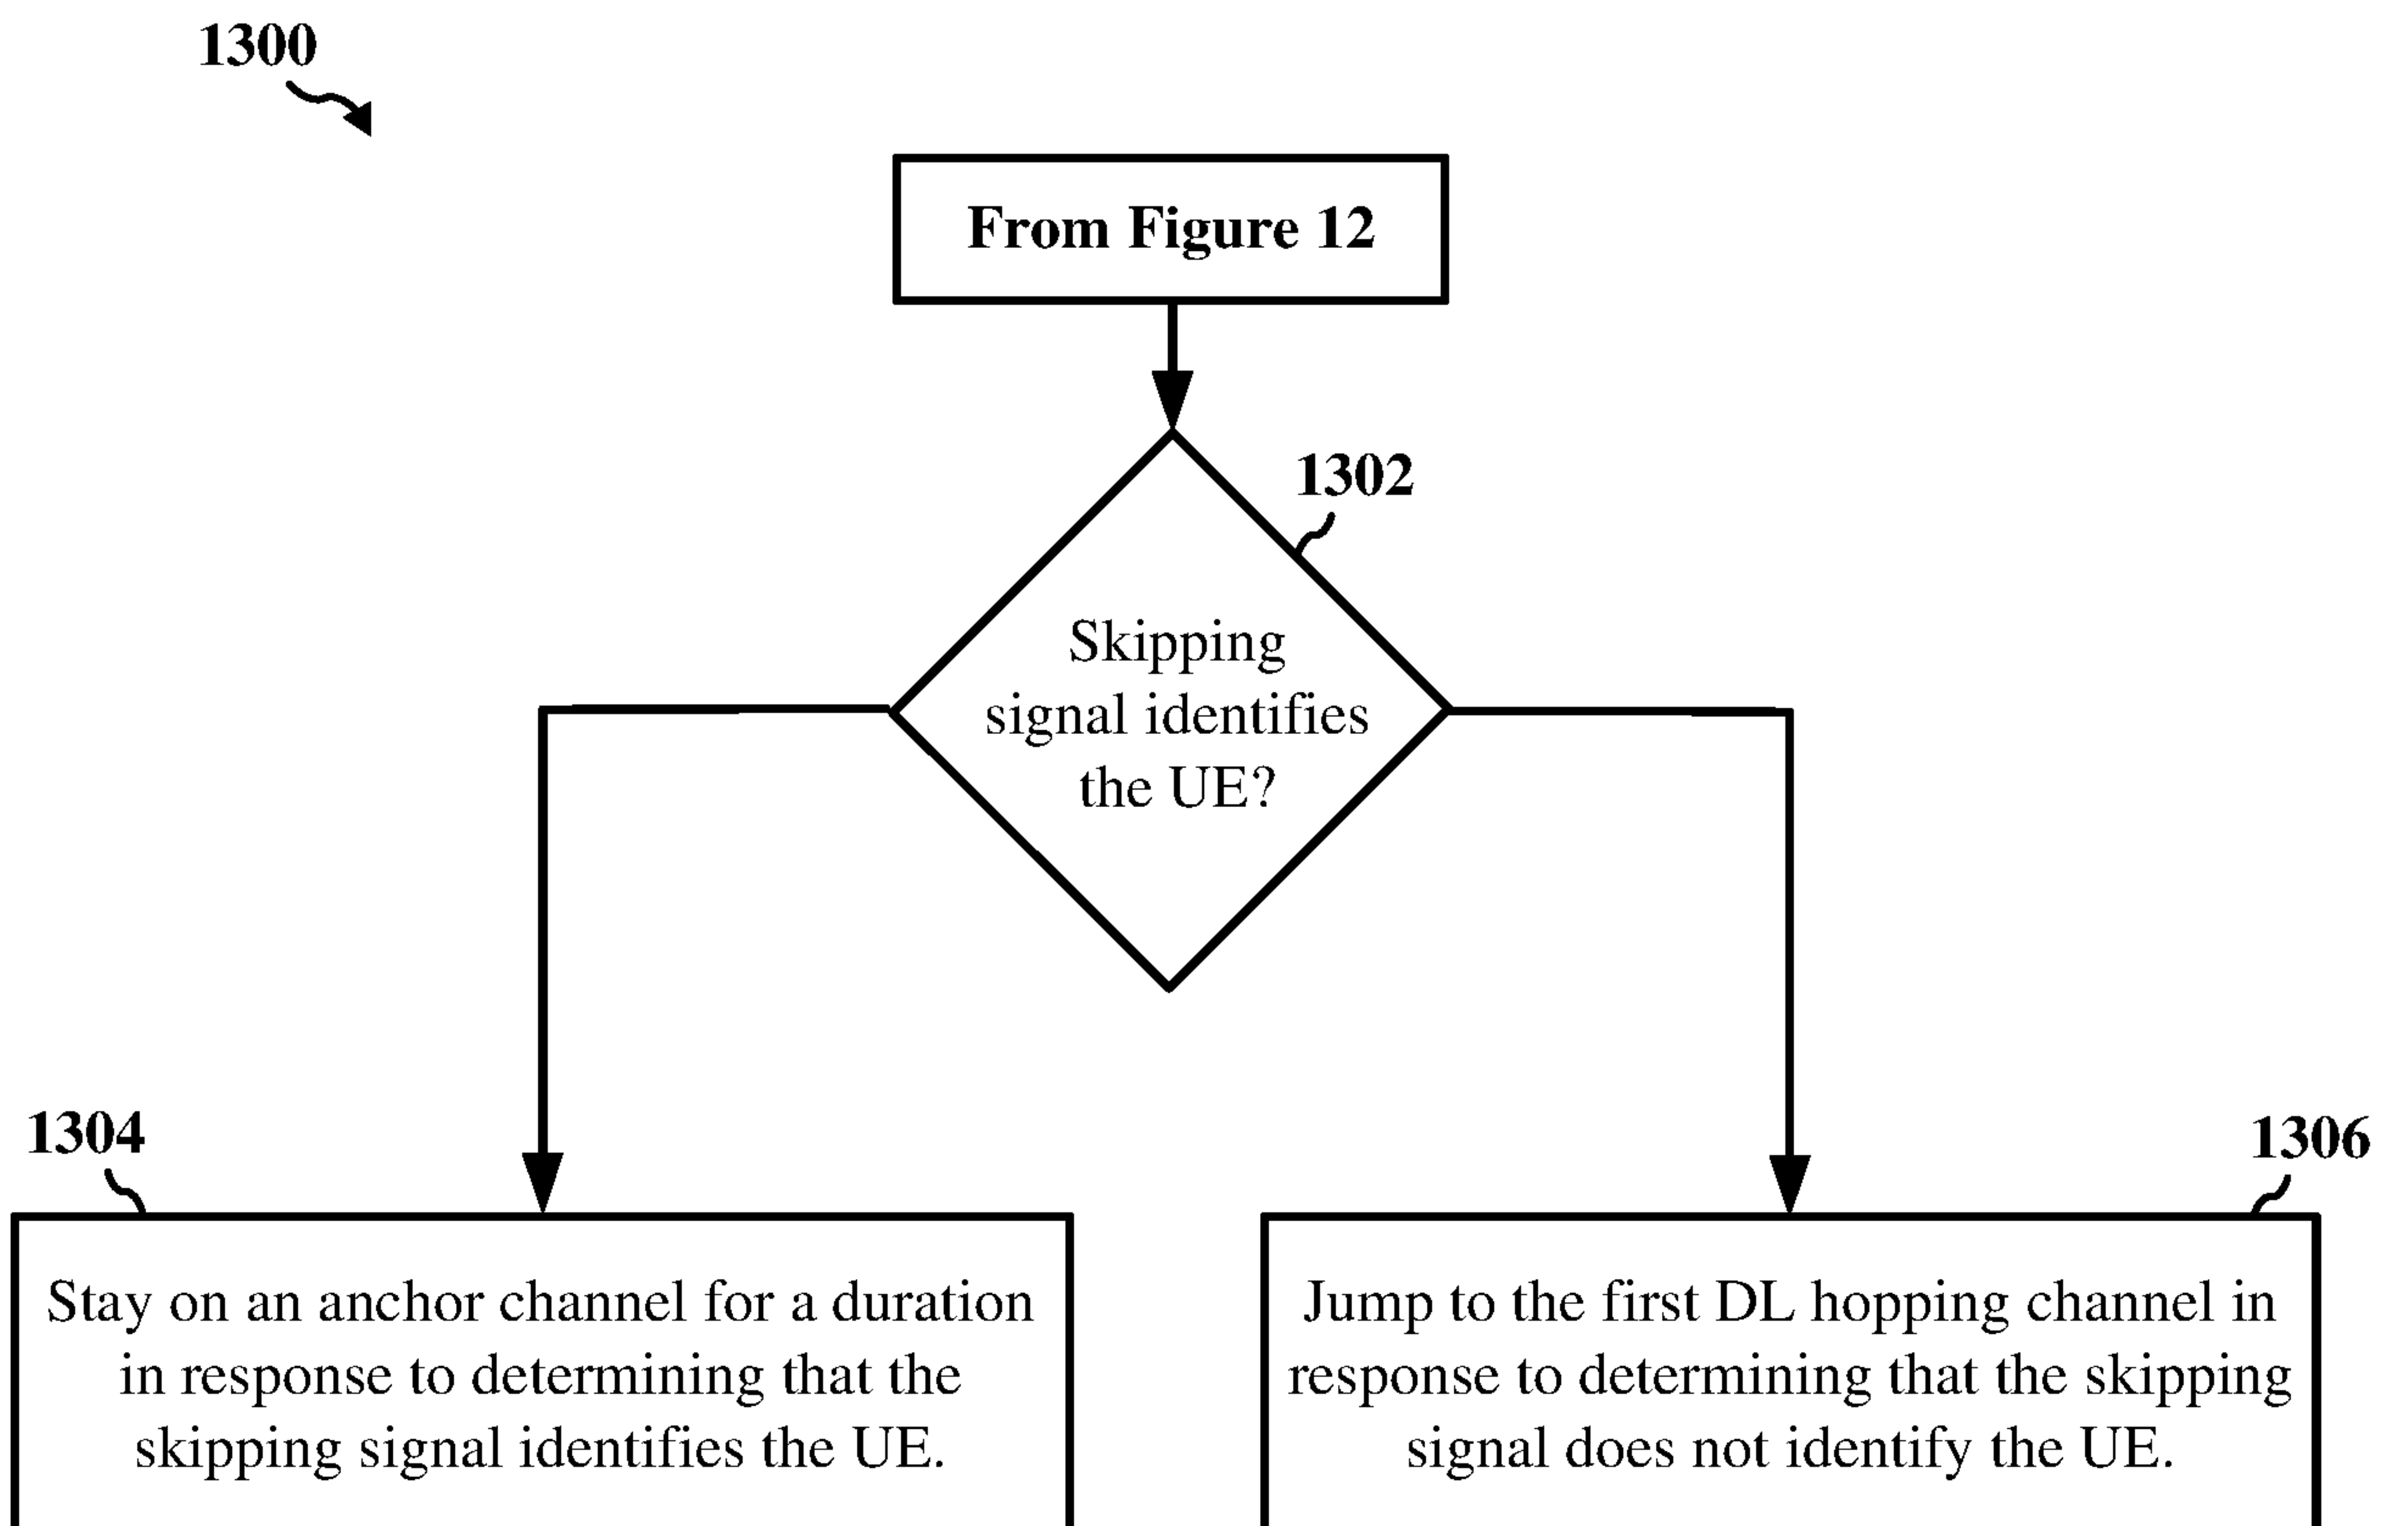 1300
From Figure 12
1302
Skipping
signal identifies
the UE?
1304
Stay on an anchor channel for a duration
in response to determining that the
skipping signal identifies the UE.
1306
Jump to the first DL hopping channel in
response to determining that the skipping
signal does not identify the UE.